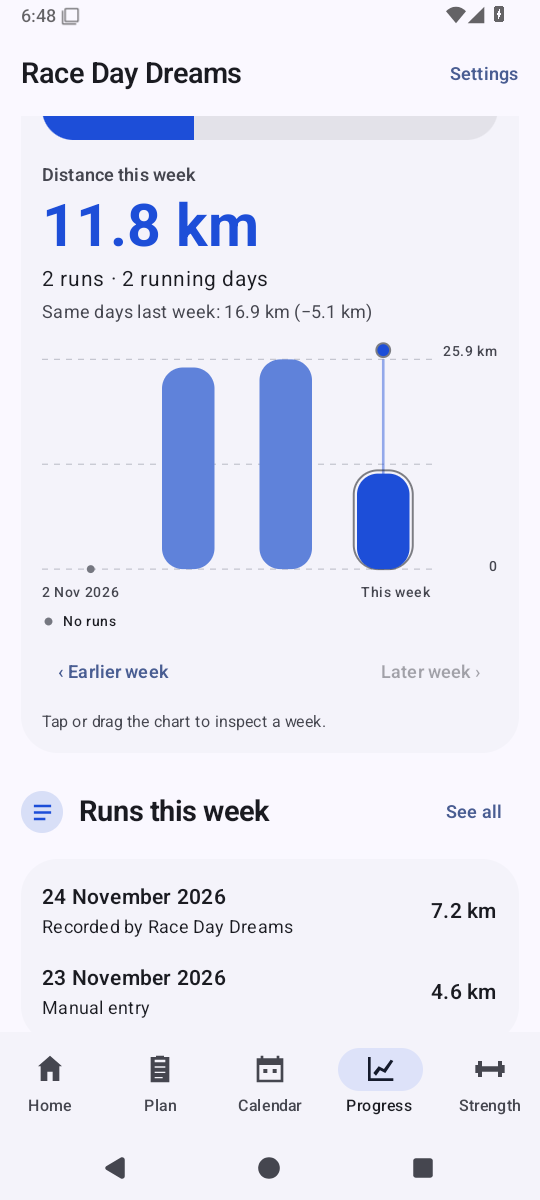 6:48
Race Day Dreams
Settings
Distance this week
11.8 km
2 runs · 2 running days
Same days last week: 16.9 km (−5.1 km)
25.9 km
0
2 Nov 2026
This week
No runs
‹ Earlier week
Later week ›
Tap or drag the chart to inspect a week.
Runs this week
See all
24 November 2026
7.2 km
Recorded by Race Day Dreams
23 November 2026
4.6 km
Manual entry
Home
Plan
Calendar
Progress
Strength